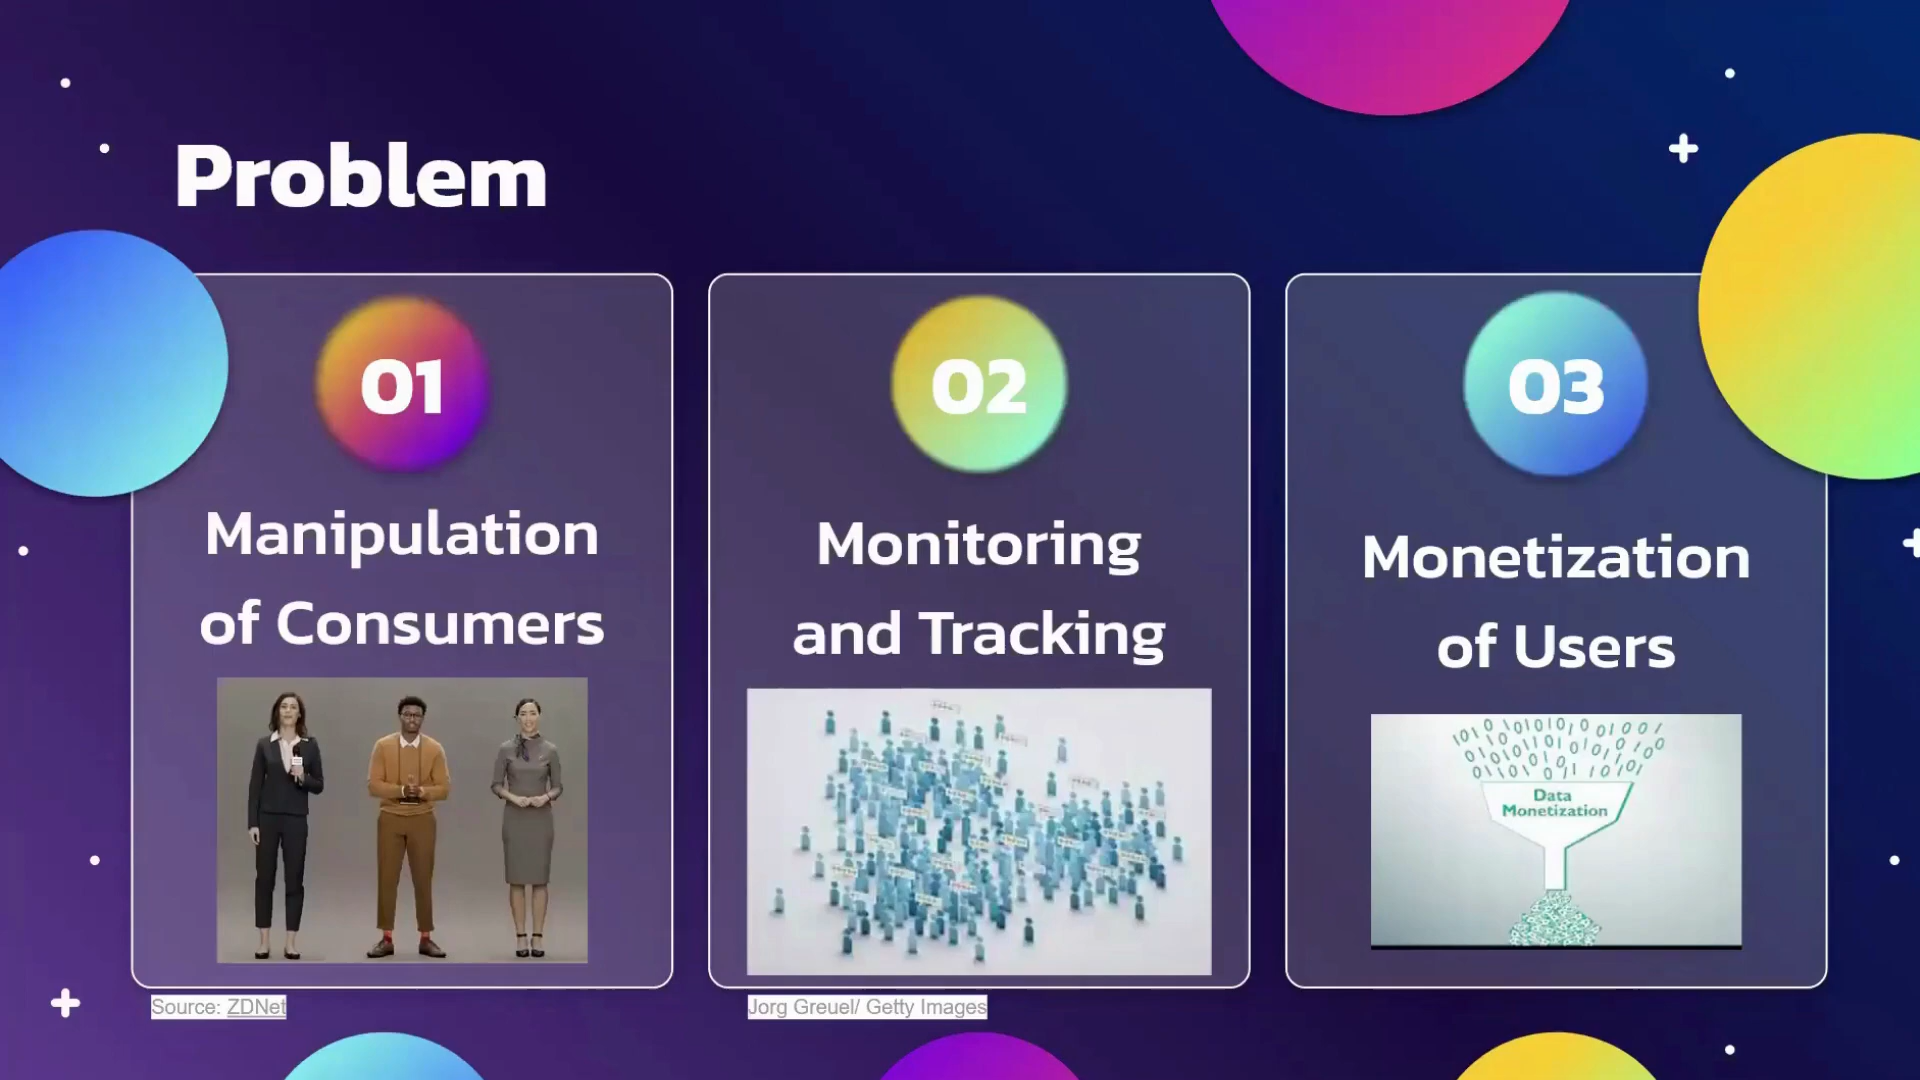 Problem
01
Manipulation
of Consumers
02
Monitoring
and Tracking
03
Monetization
of Users
Data
Monetization
Source: ZDNet
Jorg Greuel/ Getty Images